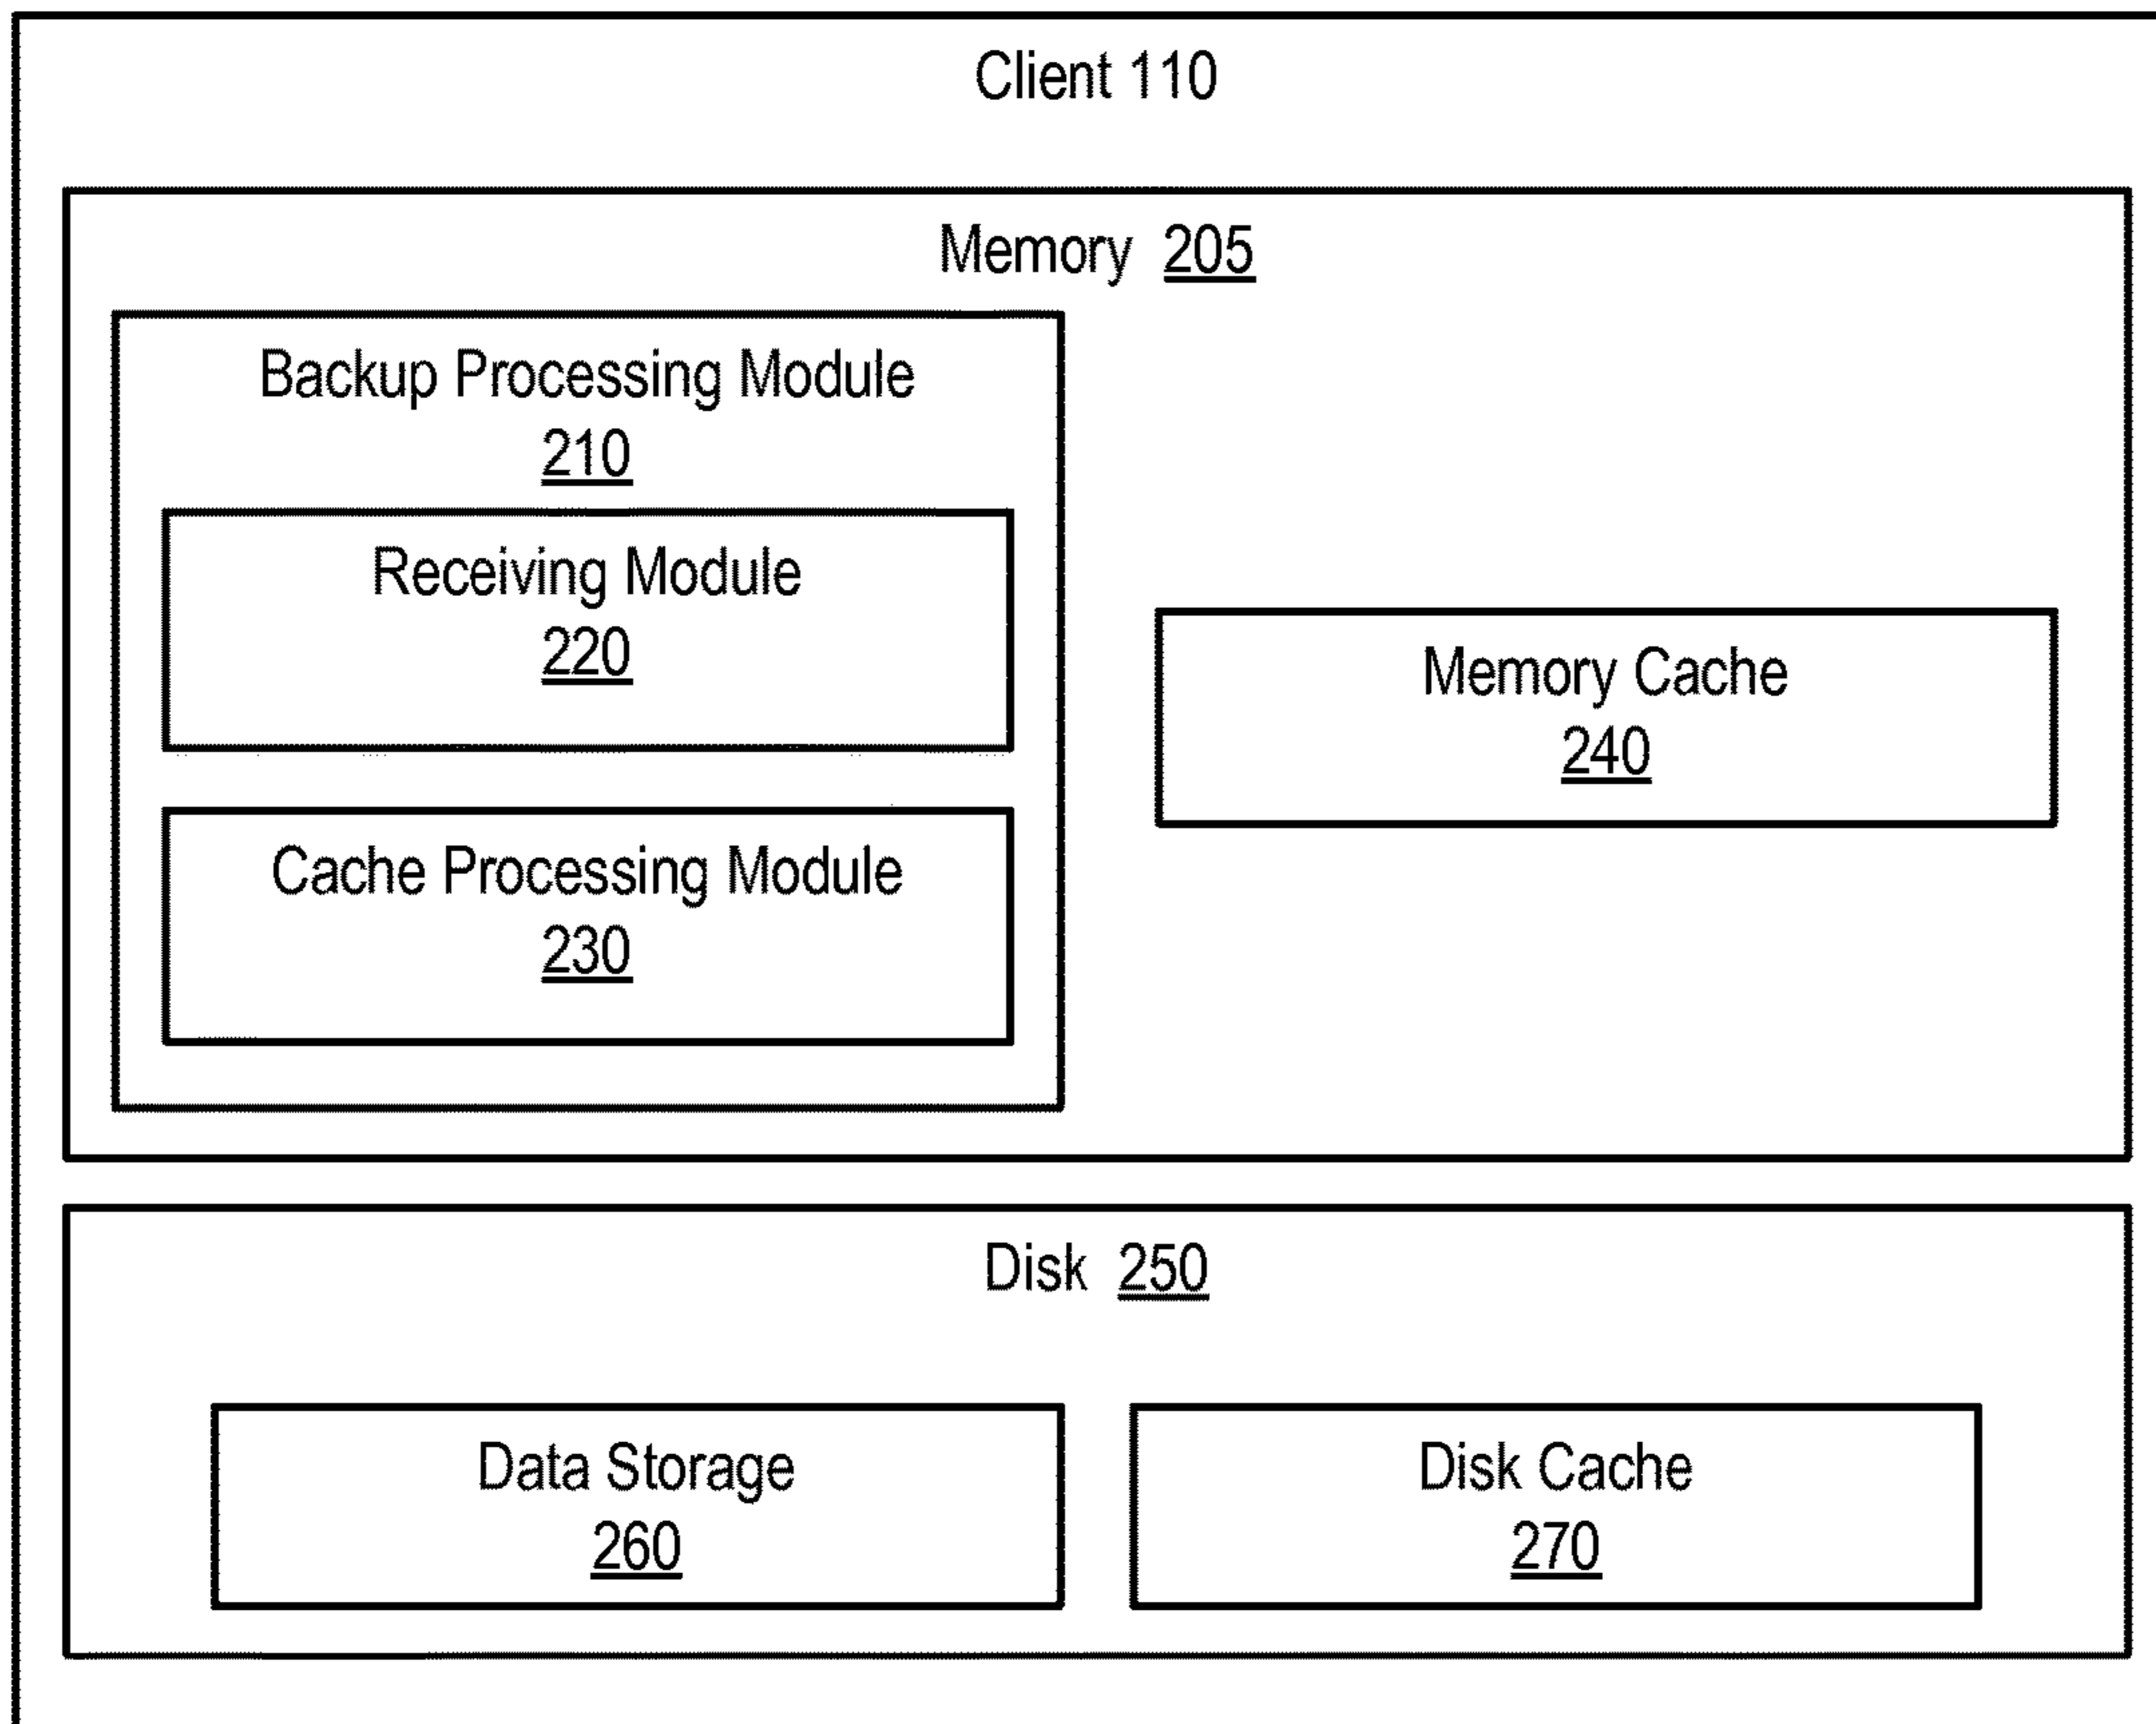 Client 110
Memory 205
Backup Processing Module
210
Receiving Module
220
Cache Processing Module
230
Memory Cache
240
Disk 250
Data Storage
260
Disk Cache
270